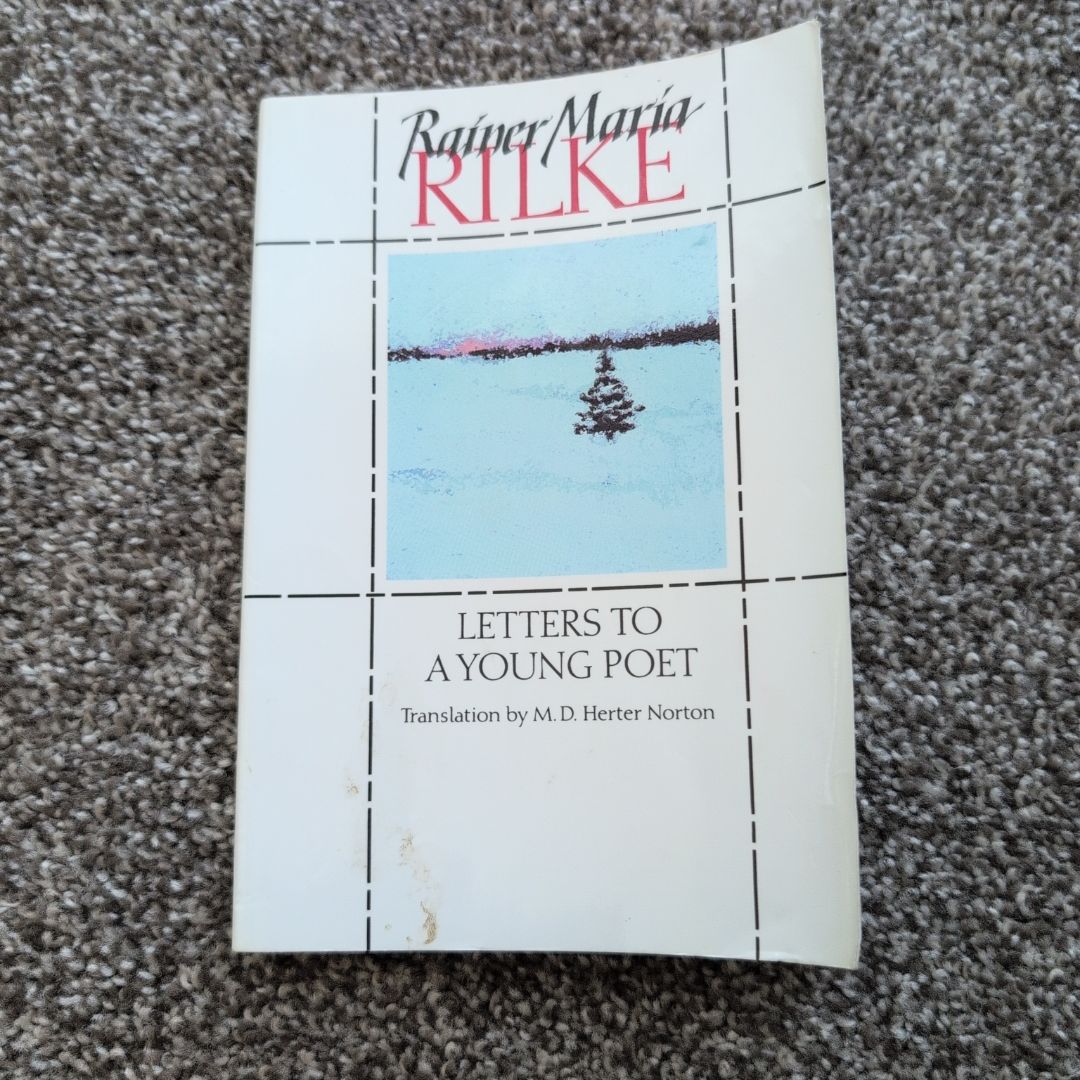 Rainer Maria
RILKE
LETTERS TO
A YOUNG POET
Translation by M. D. Herter Norton